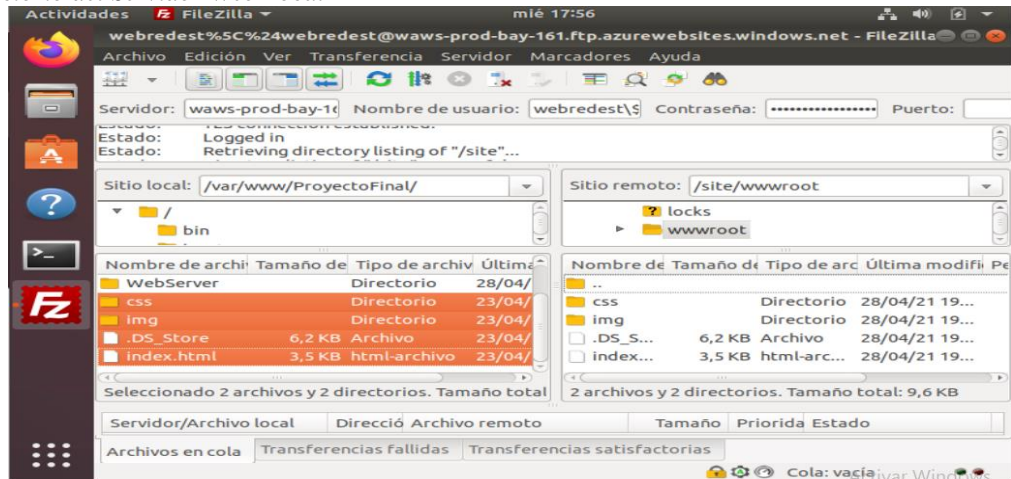 Actividades FileZilla mié 17:56
webredest%5C%24webredest@waws-prod-bay-161.ftp.azurewebsites.windows.net - FileZilla
Archivo Edición Ver Transferencia Servidor Marcadores Ayuda
Servidor: waws-prod-bay-16 Nombre de usuario: webredest\$ Contraseña: •••••••••••••••• Puerto:
Estado: TLS connection established.
Estado: Logged in
Estado: Retrieving directory listing of "/site"...
Sitio local: /var/www/ProyectoFinal/
Sitio remoto: /site/wwwroot
/
bin
? locks
wwwroot
Nombre de archi Tamaño de Tipo de archiv Última
WebServer Directorio 28/04/
css Directorio 23/04/
img Directorio 23/04/
.DS_Store 6,2 KB Archivo 23/04/
index.html 3,5 KB html-archivo 23/04/
Seleccionado 2 archivos y 2 directorios. Tamaño total
Nombre de Tamaño de Tipo de arc Última modifi Pe
..
css Directorio 28/04/21 19...
img Directorio 28/04/21 19...
.DS_S... 6,2 KB Archivo 28/04/21 19...
index... 3,5 KB html-arc... 28/04/21 19...
2 archivos y 2 directorios. Tamaño total: 9,6 KB
Servidor/Archivo local Direcció Archivo remoto Tamaño Priorida Estado
Archivos en cola Transferencias fallidas Transferencias satisfactorias
Cola: vacía